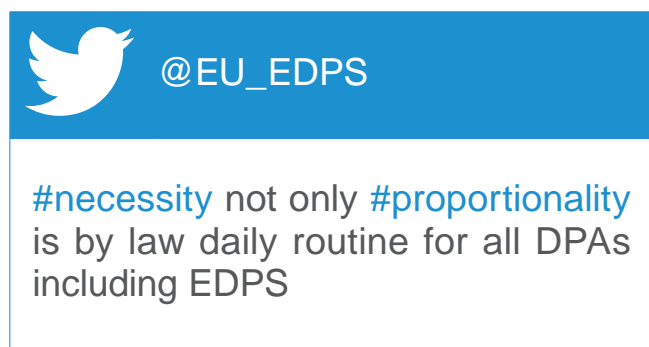 @EU_EDPS
#necessity not only #proportionality
is by law daily routine for all DPAs
including EDPS